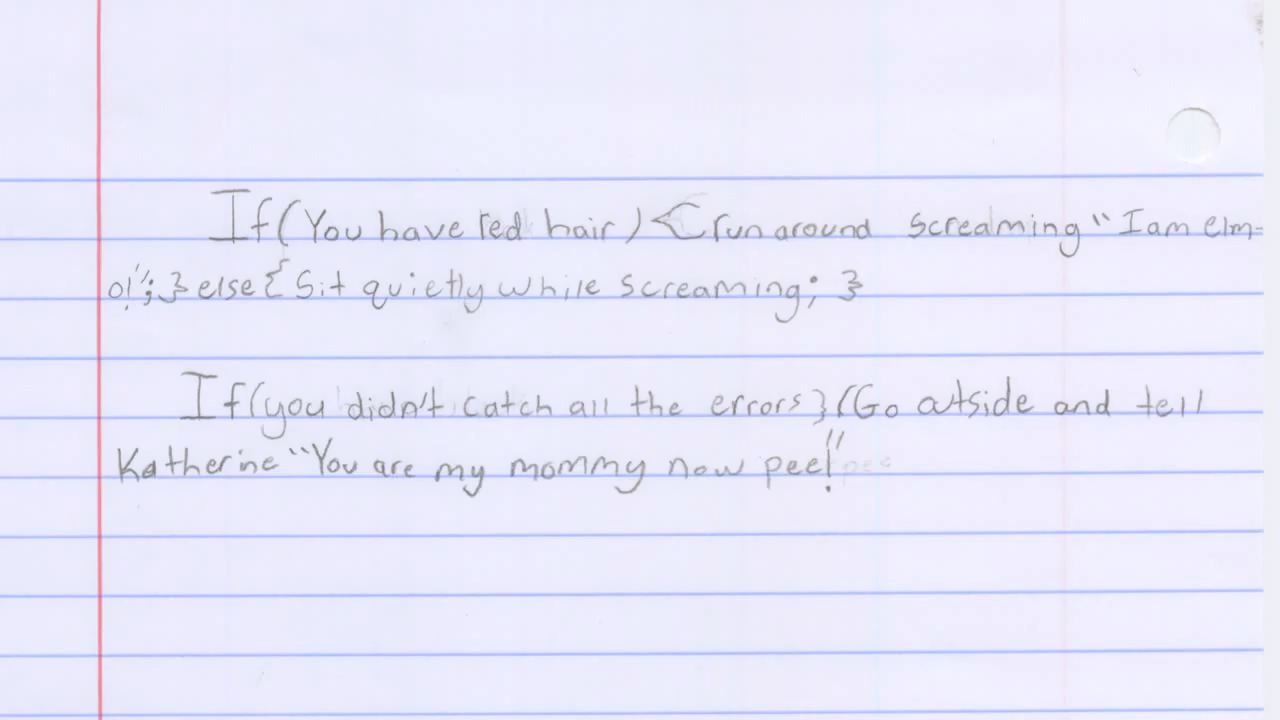 If(You have red hair) <run around screaming "I am elm-
o!"; } else { Sit quietly while screaming; }
If(you didn't catch all the errors} (Go outside and tell
Katherine "You are my mommy now pee!"